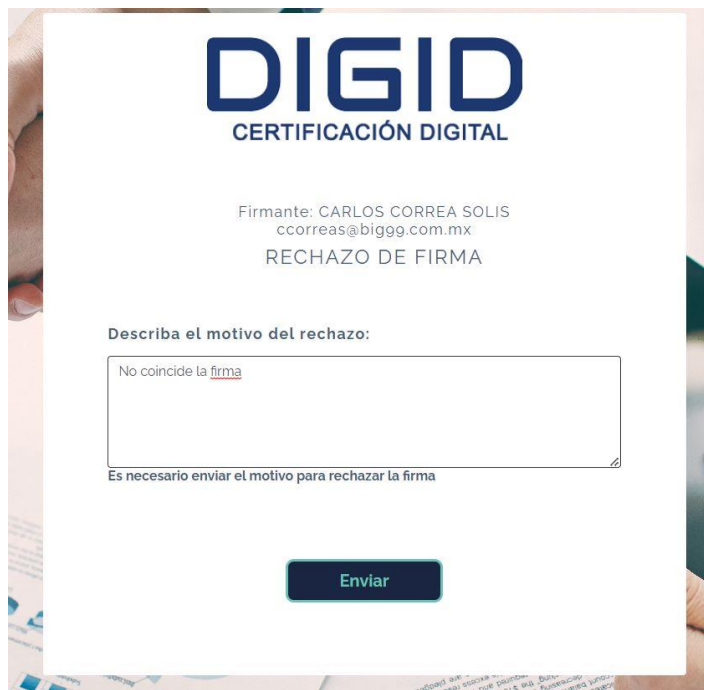 DIGID
CERTIFICACIÓN DIGITAL
Firmante: CARLOS CORREA SOLIS
ccorreas@big99.com.mx
RECHAZO DE FIRMA
Describa el motivo del rechazo:
No coincide la firma
Es necesario enviar el motivo para rechazar la firma
Enviar